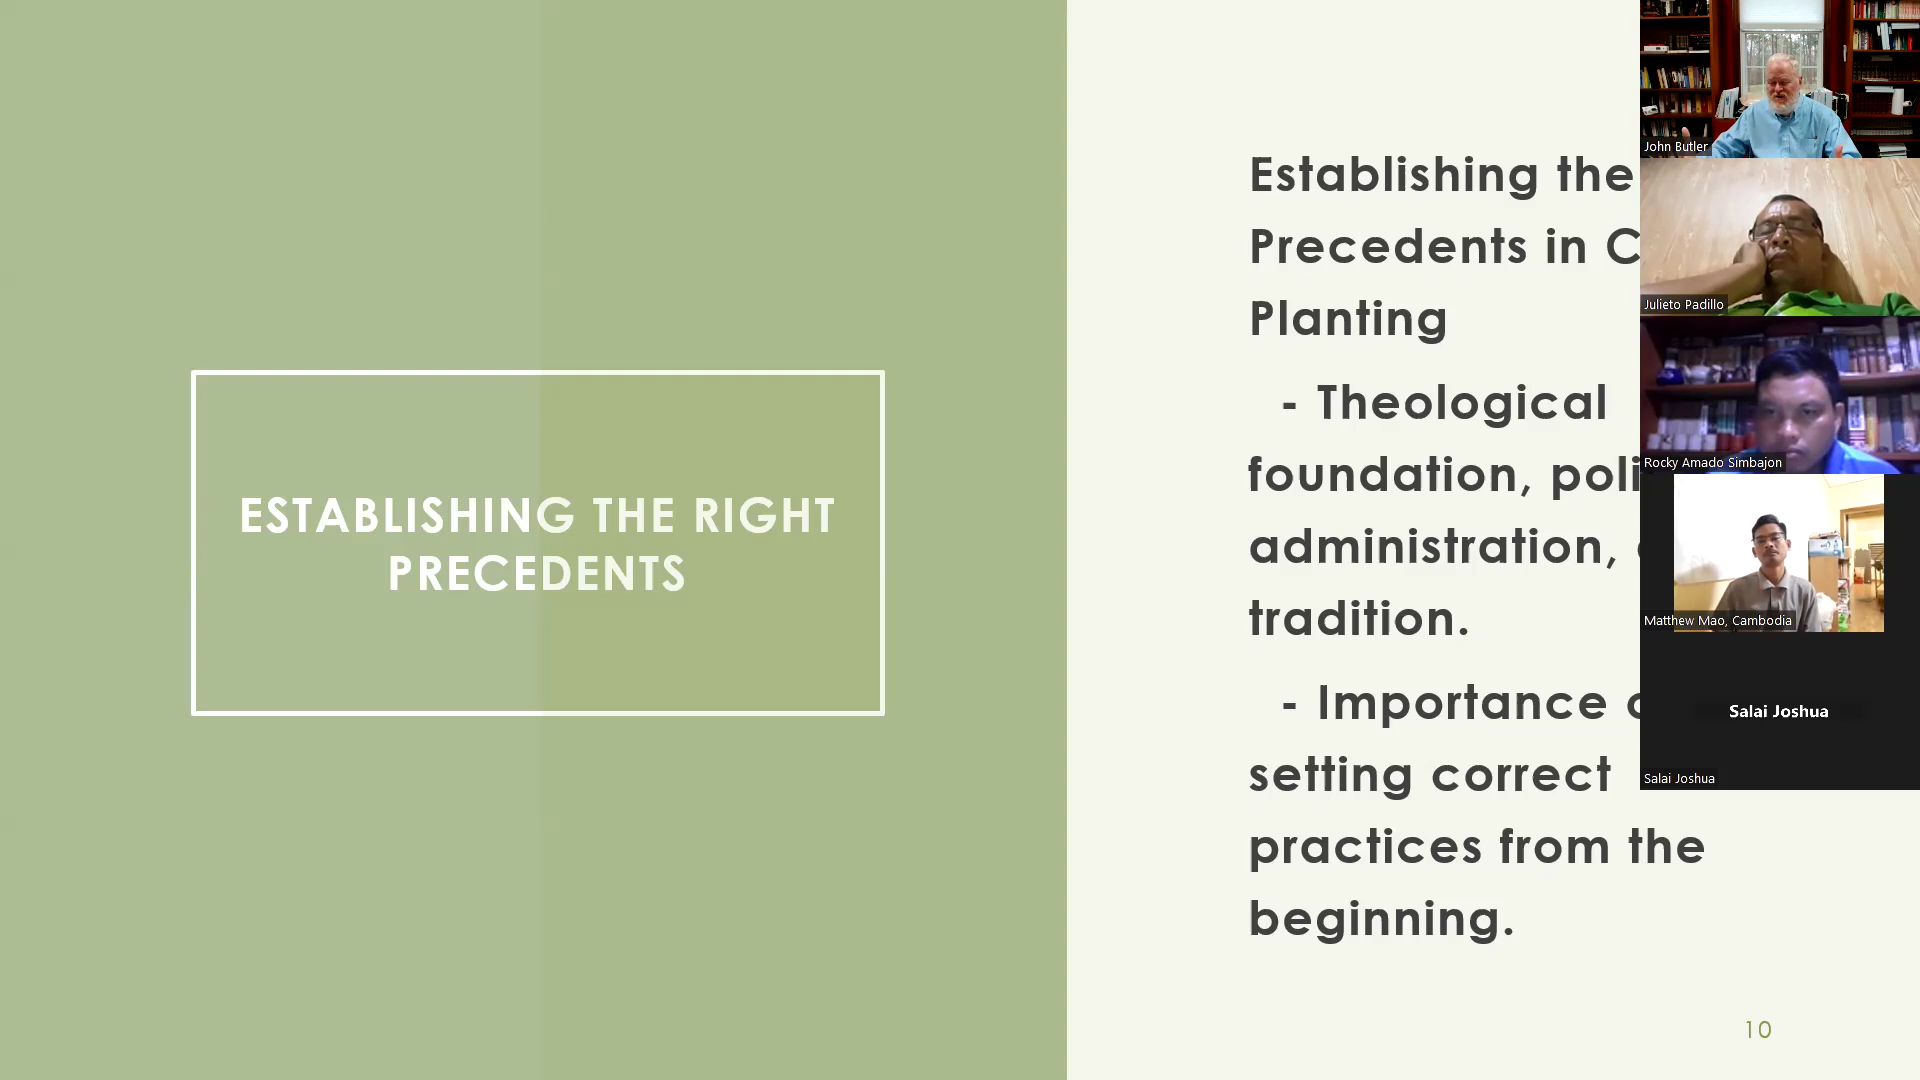 ESTABLISHING THE RIGHT
PRECEDENTS
Establishing the
Precedents in
Planting
- Theological
foundation,
administration,
tradition.
- Importance
setting correct
practices from the
beginning.
10
John Butler
Julieto Padillo
Rocky Amado Simbajon
Matthew Mao, Cambodia
Salai Joshua
Salai Joshua